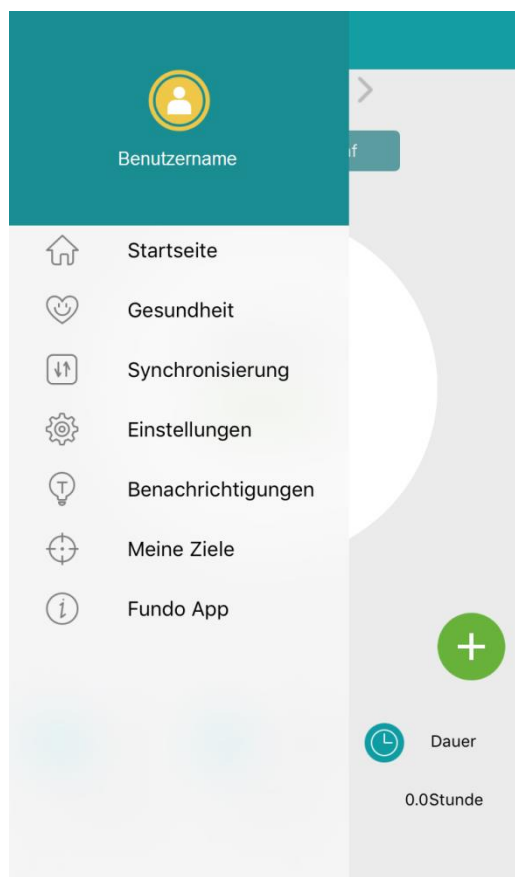 Benutzername
Startseite
Gesundheit
Synchronisierung
Einstellungen
Benachrichtigungen
Meine Ziele
Fundo App
Dauer
0.0Stunde